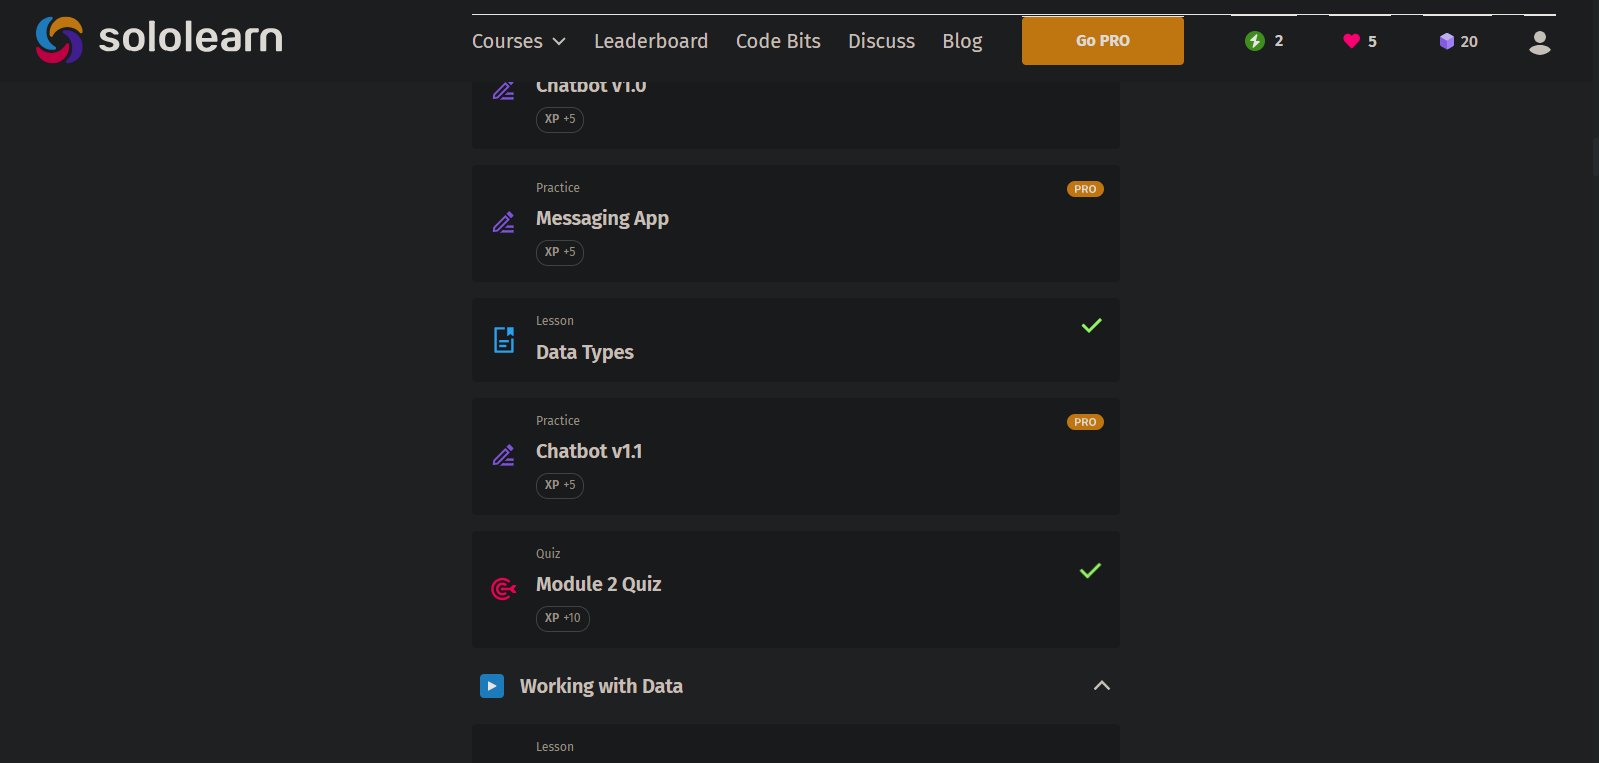 sololearn
Courses Leaderboard Code Bits Discuss Blog Go PRO 2 5 20
Chatbot v1.0
XP +5
Practice PRO
Messaging App
XP +5
Lesson
Data Types
Practice PRO
Chatbot v1.1
XP +5
Quiz
Module 2 Quiz
XP +10
Working with Data
Lesson